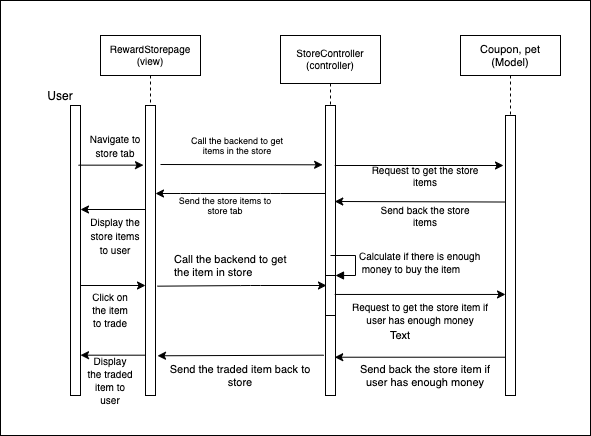 RewardStorepage
(view)
StoreController
(controller)
Coupon, pet
(Model)
User
Navigate to
store tab
Call the backend to get
items in the store
Request to get the store
items
Send the store items to
store tab
Send back the store
items
Display the
store items
to user
Call the backend to get
the item in store
Calculate if there is enough
money to buy the item
Click on
the item
to trade
Request to get the store item if
user has enough money
Text
Display
the traded
item to
user
Send the traded item back to
store
Send back the store item if
user has enough money